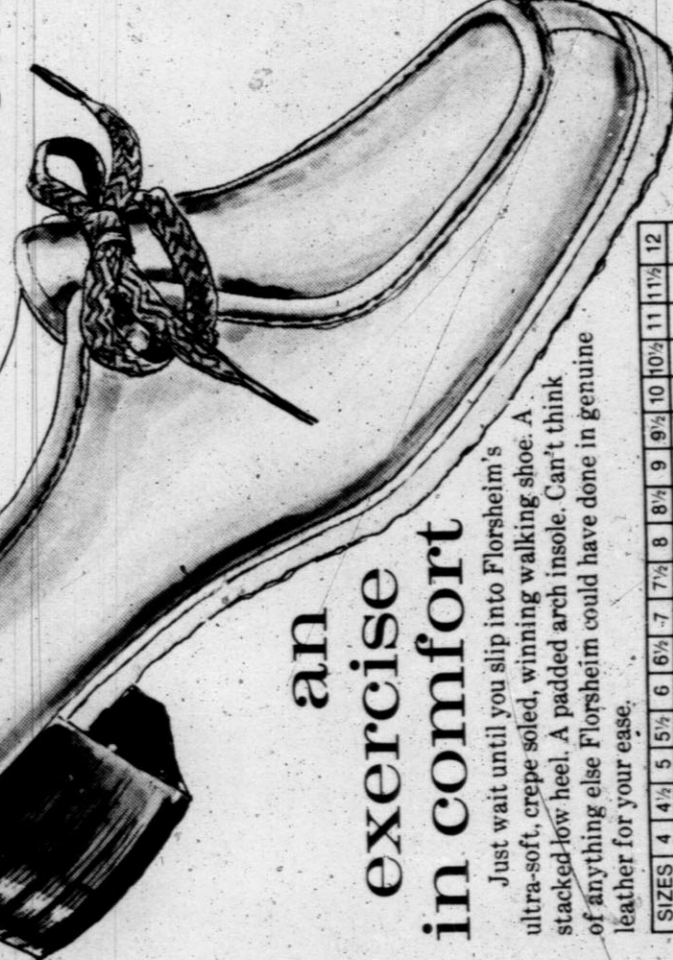 an
exercise
in comfort
Just wait until you slip into Florsheim's
ultra-soft, crepe soled, winning walking shoe. A
stacked low heel. A padded arch insole. Can't think
of anything else Florsheim could have done in genuine
leather for your ease.
SIZES 4 4½ 5 5½ 6 6½ 7 7½ 8 8½ 9 9½ 10 10½ 11 11½ 12